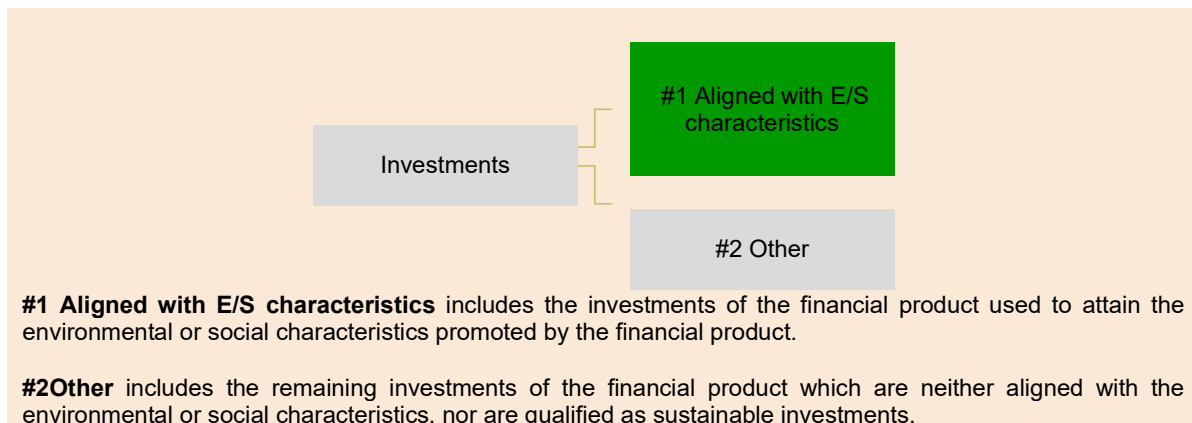 #1 Aligned with E/S
characteristics
Investments
#2 Other
#1 Aligned with E/S characteristics includes the investments of the financial product used to attain the
environmental or social characteristics promoted by the financial product.
#2Other includes the remaining investments of the financial product which are neither aligned with the
environmental or social characteristics, nor are qualified as sustainable investments.